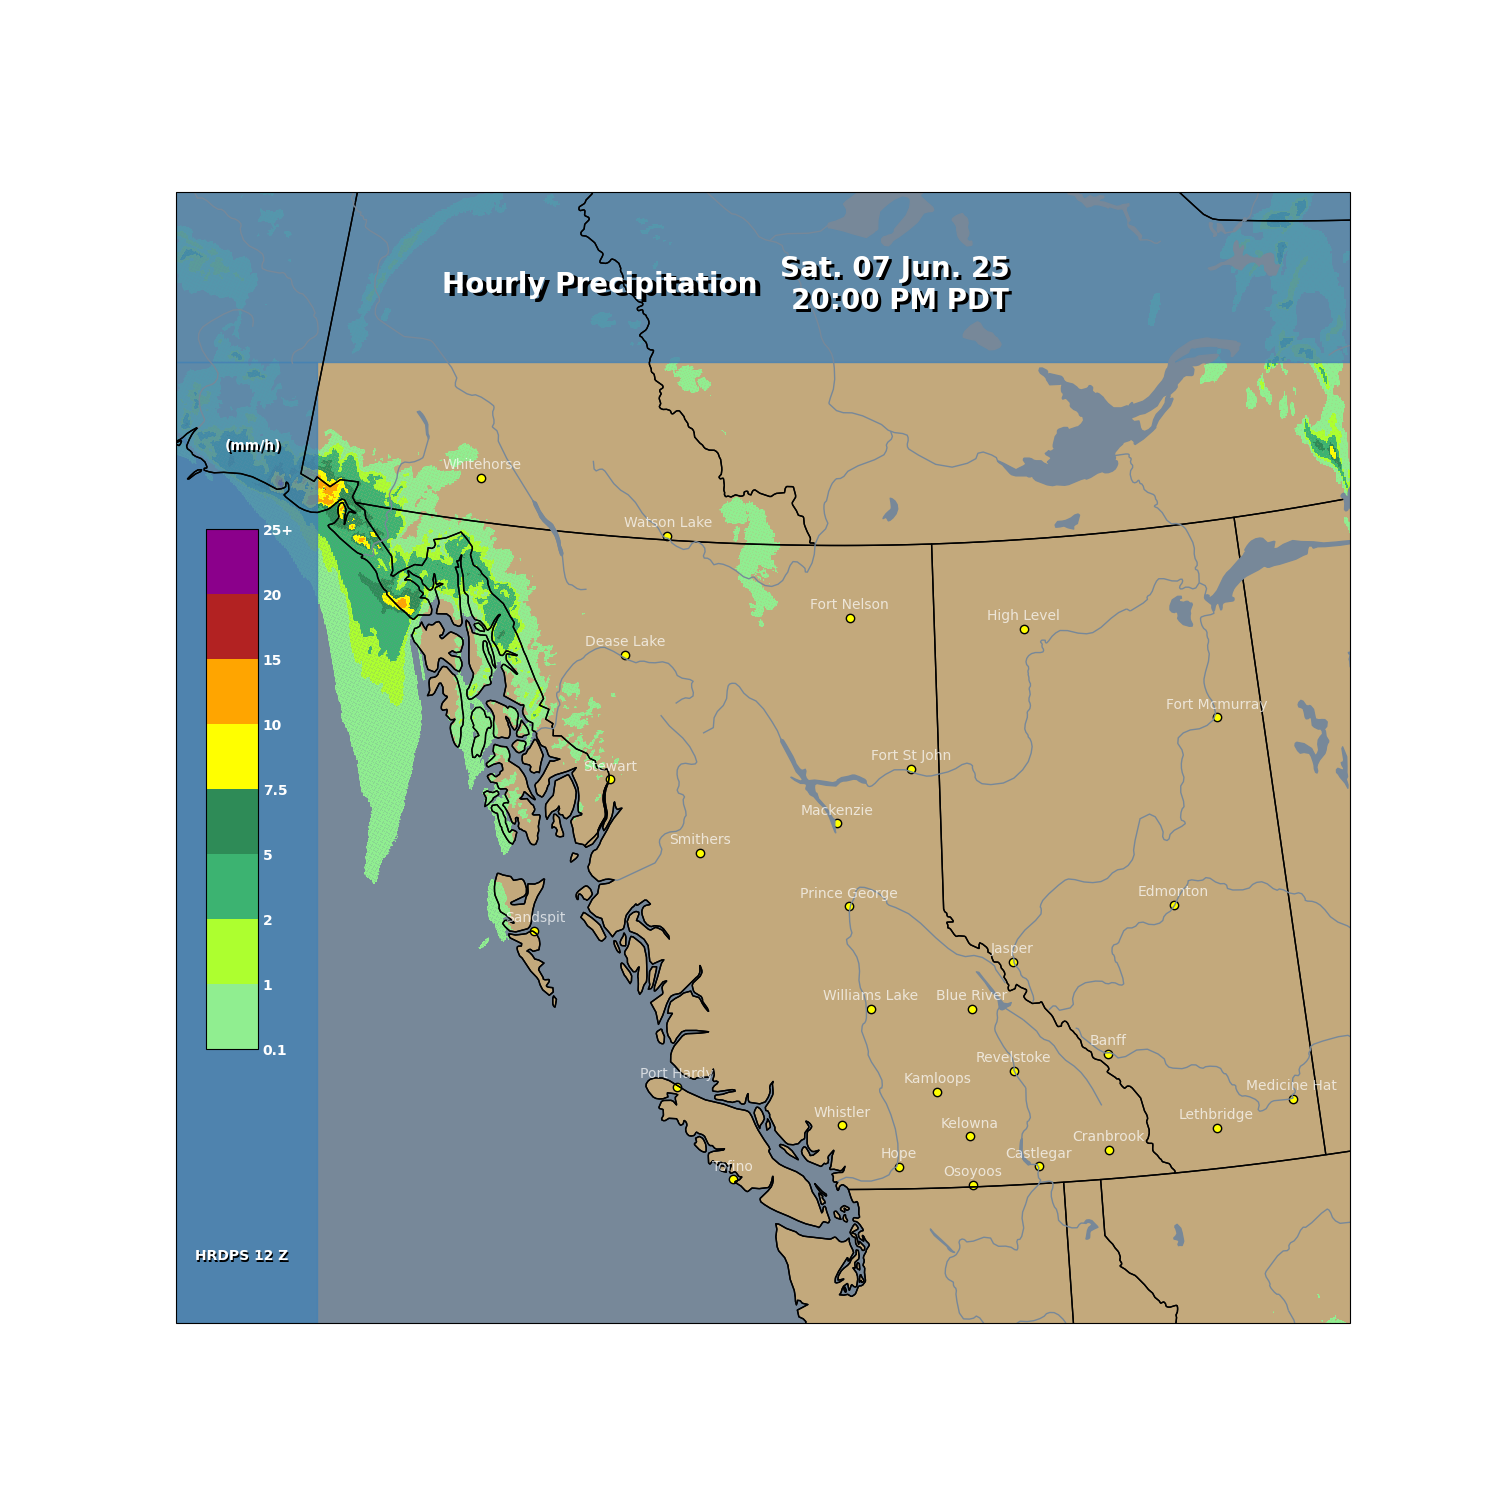 Hourly Precipitation
Sat. 07 Jun. 25
20:00 PM PDT
(mm/h)
25+
20
15
10
7.5
5
2
1
0.1
HRDPS 12 Z
Whitehorse
Watson Lake
Fort Nelson
High Level
Dease Lake
Fort Mcmurray
Fort St John
Stewart
Mackenzie
Smithers
Prince George
Edmonton
Sandspit
Jasper
Williams Lake
Blue River
Banff
Revelstoke
Port Hardy
Kamloops
Medicine Hat
Whistler
Lethbridge
Kelowna
Cranbrook
Hope
Castlegar
Tofino
Osoyoos